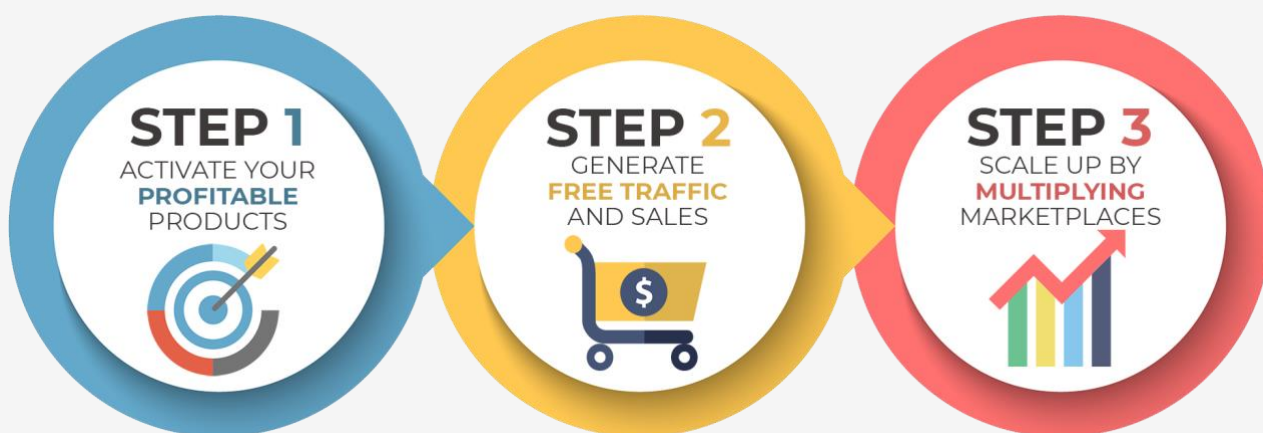 STEP 1
ACTIVATE YOUR
PROFITABLE
PRODUCTS
STEP 2
GENERATE
FREE TRAFFIC
AND SALES
$
STEP 3
SCALE UP BY
MULTIPLYING
MARKETPLACES